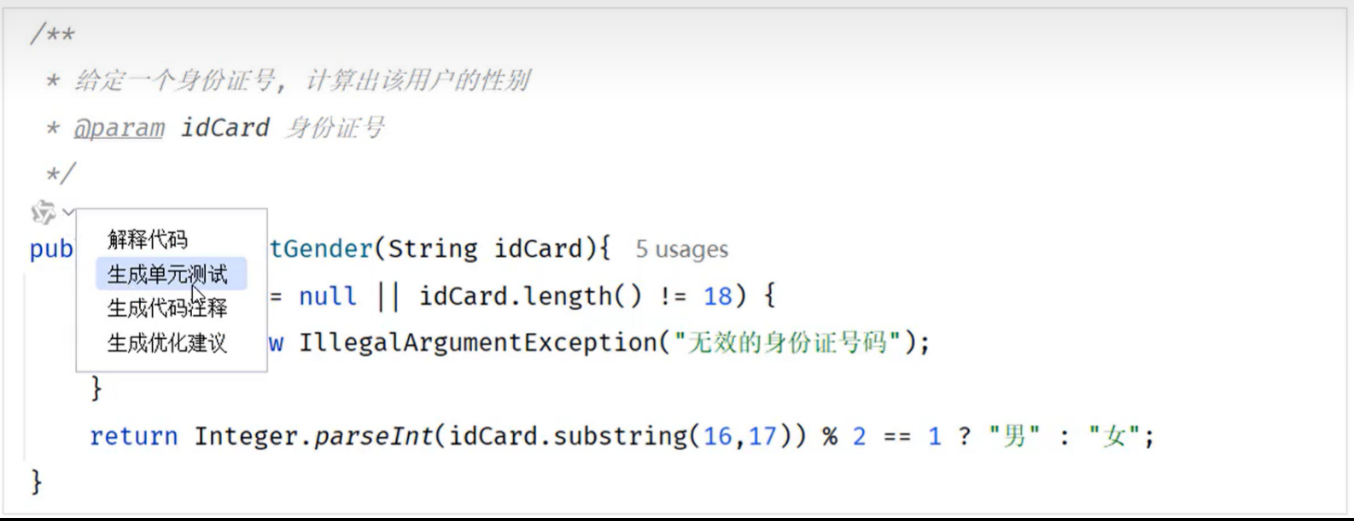 /**
* 给定一个身份证号, 计算出该用户的性别
* @param idCard 身份证号
*/
解释代码
pub tGender(String idCard){ 5 usages
生成单元测试
= null || idCard.length() != 18) {
生成代码注释
生成优化建议
w IllegalArgumentException("无效的身份证号码");
}
return Integer.parseInt(idCard.substring(16,17)) % 2 == 1 ? "男" : "女";
}